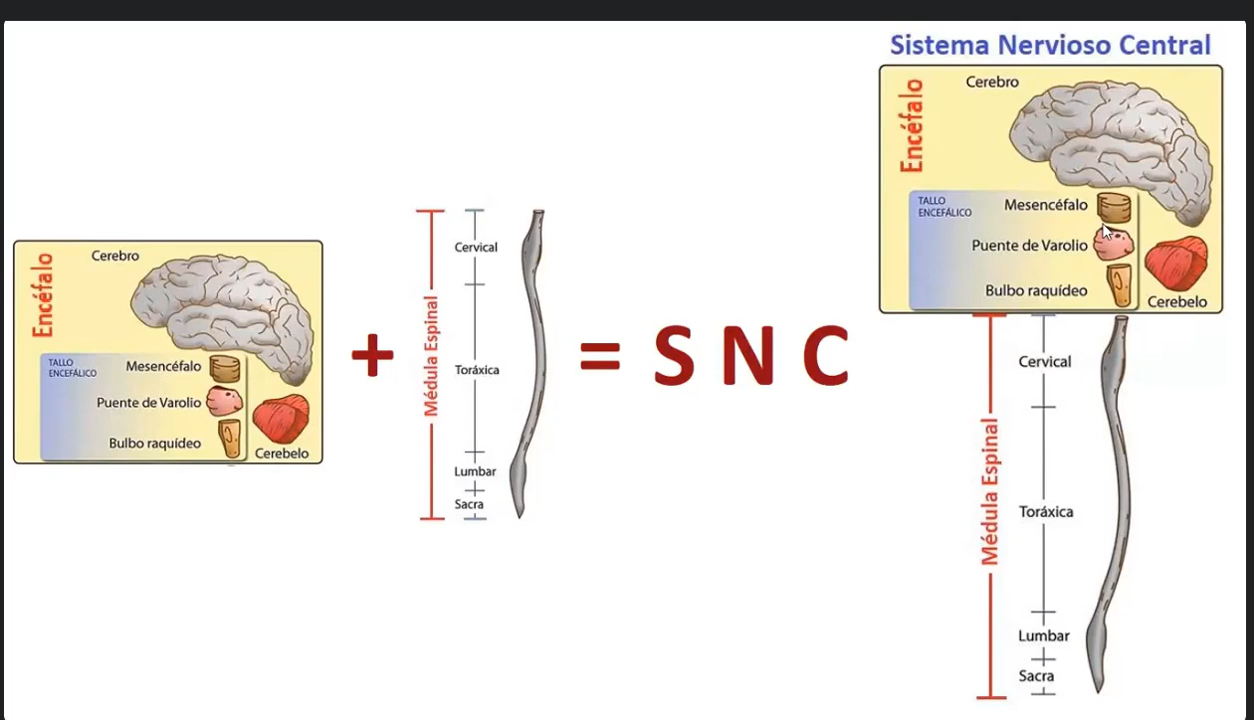 Encéfalo
Cerebro
TALLO
ENCEFÁLICO
Mesencéfalo
Puente de Varolio
Bulbo raquídeo
Cerebelo
+
Médula Espinal
Cervical
Toráxica
Lumbar
Sacra
= S N C
Sistema Nervioso Central
Encéfalo
Cerebro
TALLO
ENCEFÁLICO
Mesencéfalo
Puente de Varolio
Bulbo raquídeo
Cerebelo
Médula Espinal
Cervical
Toráxica
Lumbar
Sacra